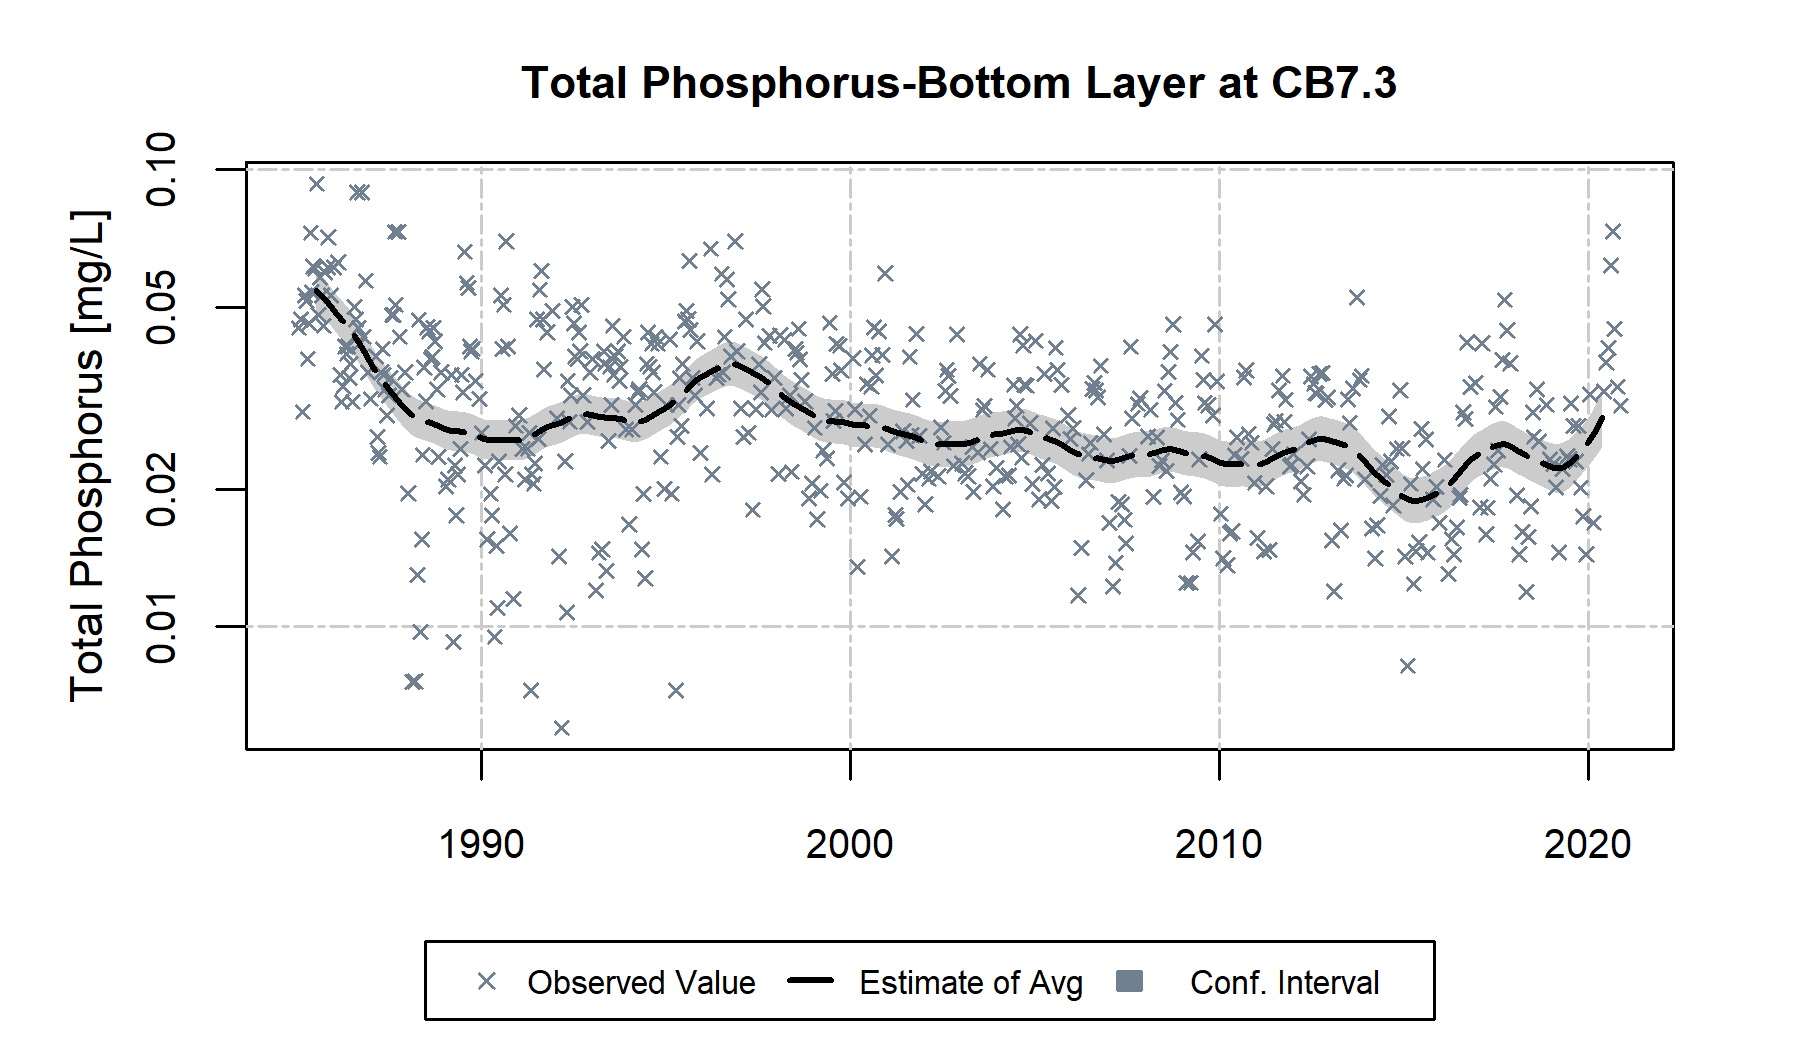 Total Phosphorus-Bottom Layer at CB7.3
Total Phosphorus [mg/L]
0.10
0.05
0.02
0.01
1990 2000 2010 2020
Observed Value Estimate of Avg Conf. Interval